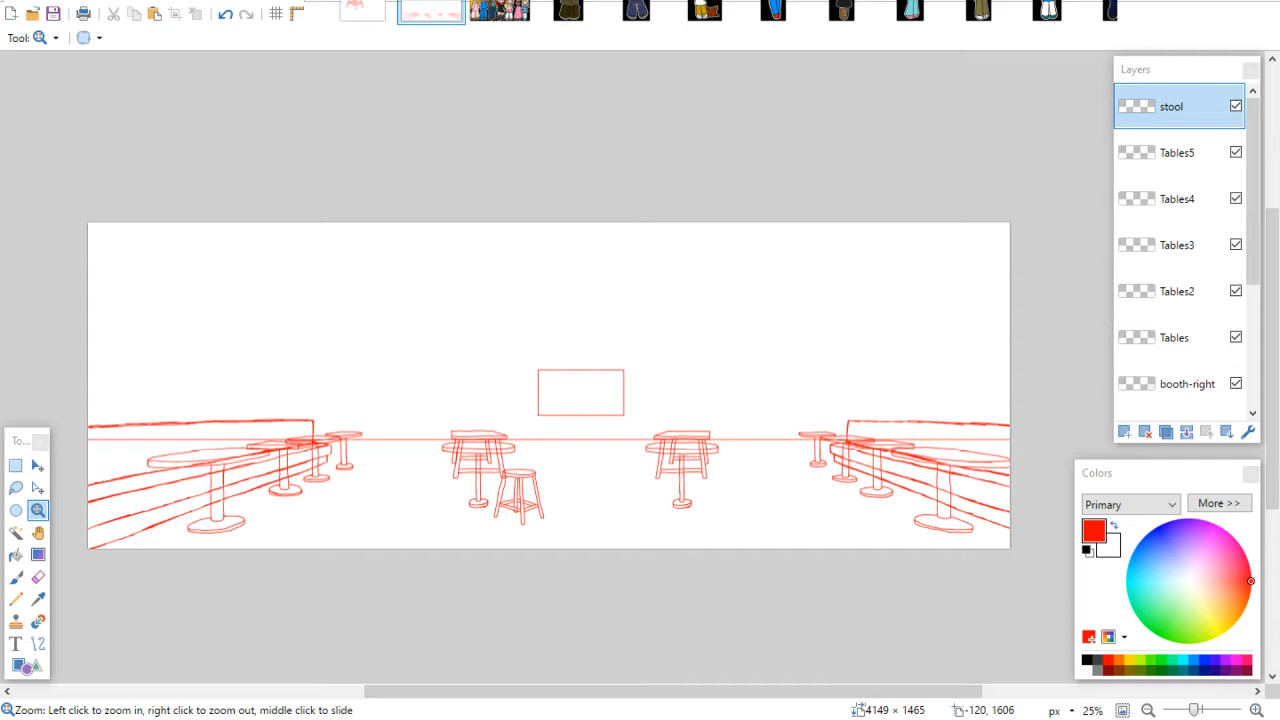 Tool:
Layers
stool
Tables5
Tables4
Tables3
Tables2
Tables
booth-right
To...
Colors
Primary
More >>
T
Zoom: Left click to zoom in, right click to zoom out, middle click to slide
4149 × 1465
-120, 1606
px
25%